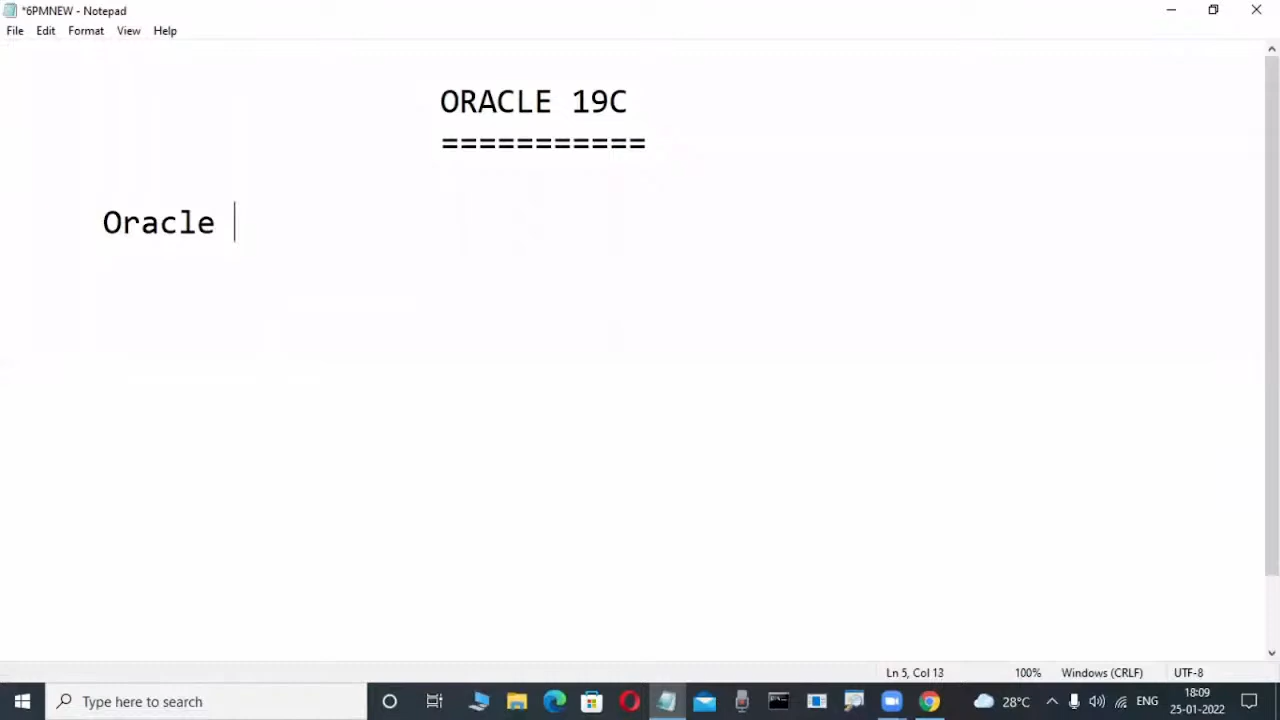 *6PMNEW - Notepad
File Edit Format View Help
ORACLE 19C
===========
Oracle
Ln 5, Col 13 100% Windows (CRLF) UTF-8
Type here to search 28°C ENG 18:09
25-01-2022